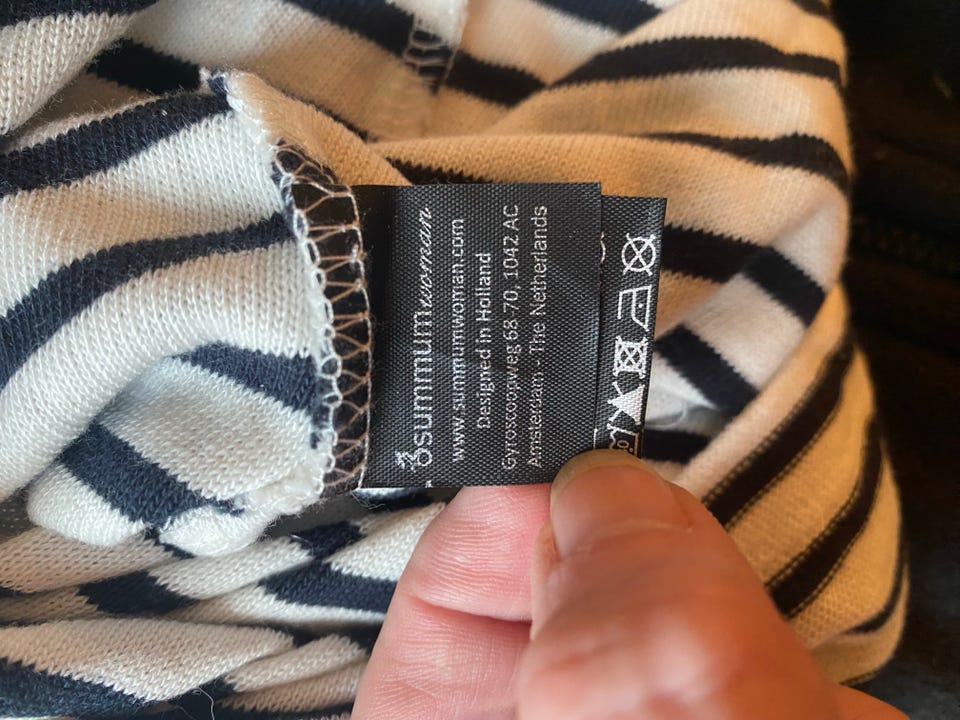 summumwoman
www.summumwoman.com
Designed in Holland
Gyroscoopweg 68-70, 1042 AC
Amsterdam - The Netherlands